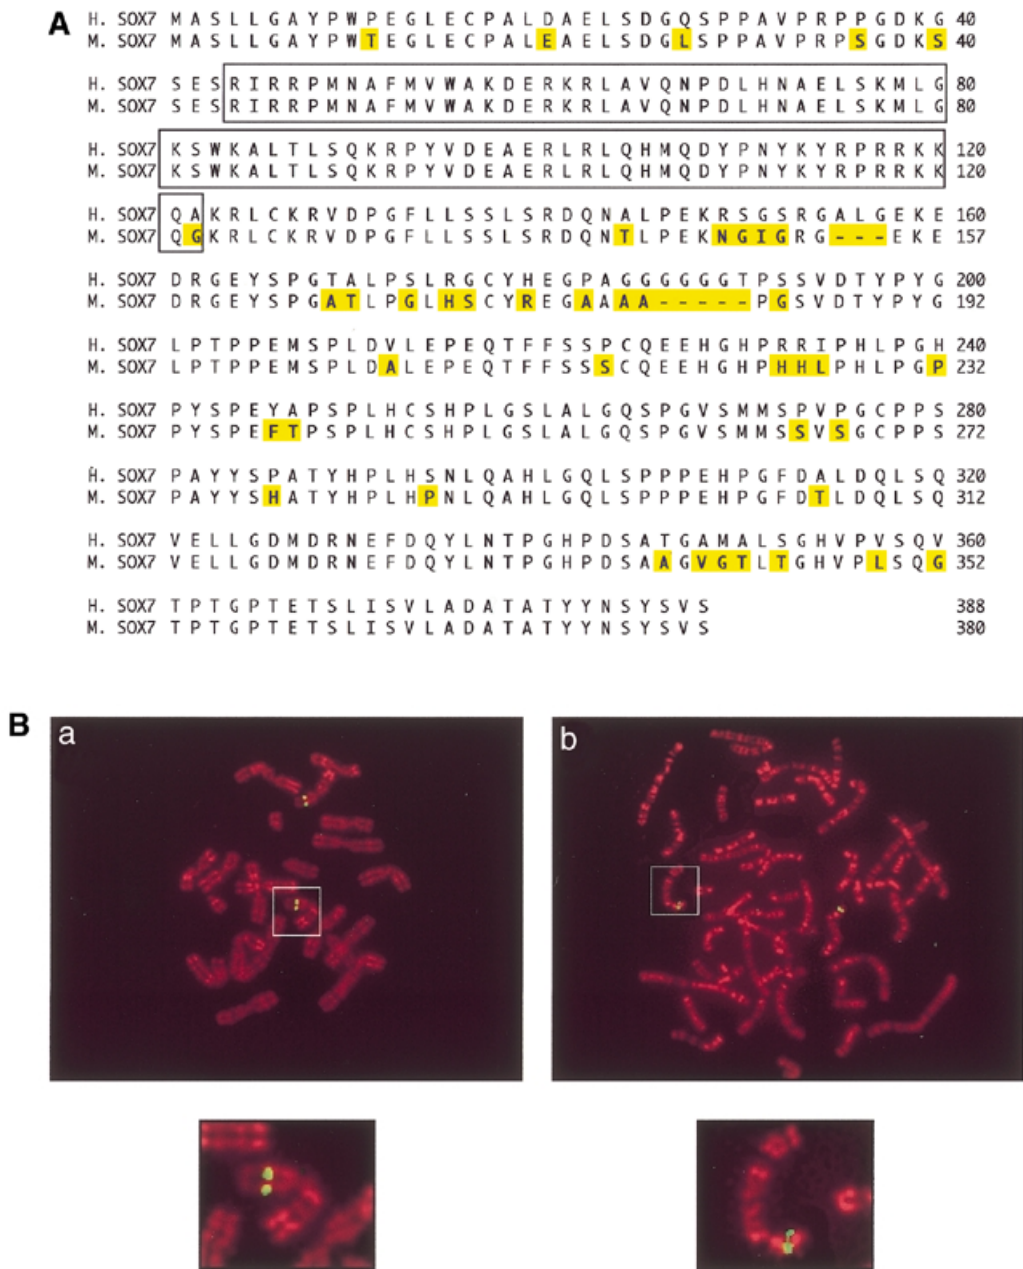 A
H. SOX7 M A S L L G A Y P W P E G L E C P A L D A E L S D G Q S P P A V P R P P G D K G 40
M. SOX7 M A S L L G A Y P W T E G L E C P A L E A E L S D G L S P P A V P R P S G D K S 40
H. SOX7 S E S R I R R P M N A F M V W A K D E R K R L A V Q N P D L H N A E L S K M L G 80
M. SOX7 S E S R I R R P M N A F M V W A K D E R K R L A V Q N P D L H N A E L S K M L G 80
H. SOX7 K S W K A L T L S Q K R P Y V D E A E R L R L Q H M Q D Y P N Y K Y R P R R K K 120
M. SOX7 K S W K A L T L S Q K R P Y V D E A E R L R L Q H M Q D Y P N Y K Y R P R R K K 120
H. SOX7 Q A K R L C K R V D P G F L L S S L S R D Q N A L P E K R S G S R G A L G E K E 160
M. SOX7 Q G K R L C K R V D P G F L L S S L S R D Q N T L P E K N G I G R G - - - E K E 157
H. SOX7 D R G E Y S P G T A L P S L R G C Y H E G P A G G G G G G T P S S V D T Y P Y G 200
M. SOX7 D R G E Y S P G A T L P G L H S C Y R E G A A A A - - - - - P G S V D T Y P Y G 192
H. SOX7 L P T P P E M S P L D V L E P E Q T F F S S P C Q E E H G H P R R I P H L P G H 240
M. SOX7 L P T P P E M S P L D A L E P E Q T F F S S S C Q E E H G H P H H L P H L P G P 232
H. SOX7 P Y S P E Y A P S P L H C S H P L G S L A L G Q S P G V S M M S P V P G C P P S 280
M. SOX7 P Y S P E F T P S P L H C S H P L G S L A L G Q S P G V S M M S S V S G C P P S 272
H. SOX7 P A Y Y S P A T Y H P L H S N L Q A H L G Q L S P P P E H P G F D A L D Q L S Q 320
M. SOX7 P A Y Y S H A T Y H P L H P N L Q A H L G Q L S P P P E H P G F D T L D Q L S Q 312
H. SOX7 V E L L G D M D R N E F D Q Y L N T P G H P D S A T G A M A L S G H V P V S Q V 360
M. SOX7 V E L L G D M D R N E F D Q Y L N T P G H P D S A A G V G T L T G H V P L S Q G 352
H. SOX7 T P T G P T E T S L I S V L A D A T A T Y Y N S Y S V S 388
M. SOX7 T P T G P T E T S L I S V L A D A T A T Y Y N S Y S V S 380
B
a
b